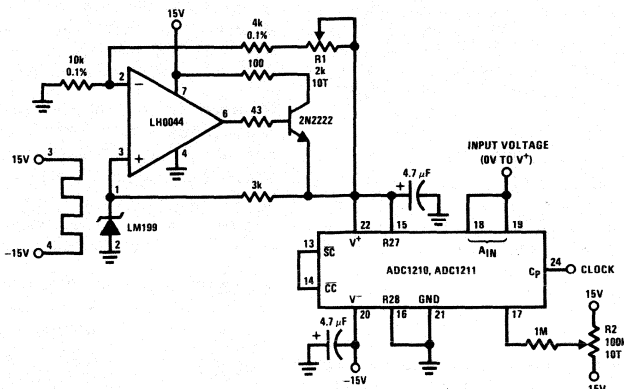 15V
4k
0.1%
R1
2k
10T
10k
0.1%
2
7
100
LH0044
6
43
2N2222
3
4
15V
3
1
3k
LM199
2
-15V
4
4.7 μF
+
INPUT VOLTAGE
(0V TO V+)
22
15
18
19
13
SC
V+
R27
AIN
24
CP
CLOCK
ADC1210, ADC1211
14
CC
V-
R28
GND
4.7 μF
+
20
16
21
17
-15V
1M
15V
R2
100k
10T